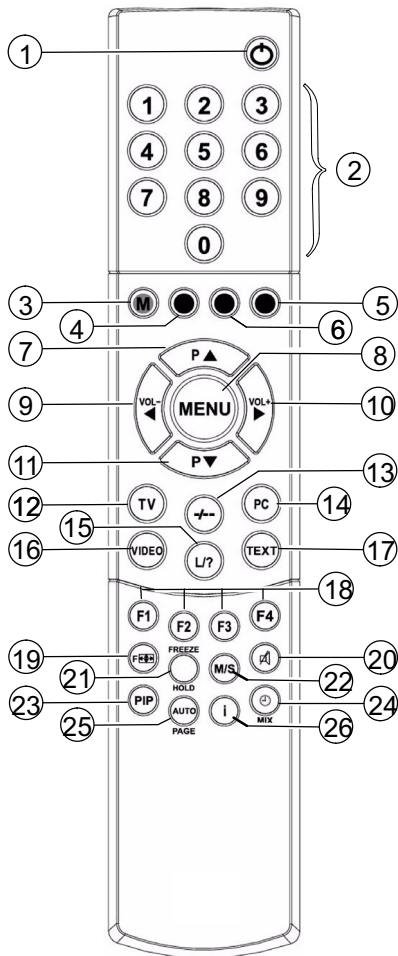 1
1 2 3
4 5 6
2
7 8 9
0
3 M 5
4 6
7 P▲ 8
9 VOL- ◄ MENU VOL+ ► 10
11 P▼
13
12 TV -/-- PC 14
15
16 VIDEO L/? TEXT 17
18
F1 F2 F3 F4
19 F FREEZE 20
21 M/S 22
HOLD
23 PIP AUTO i 24
MIX
25 PAGE 26